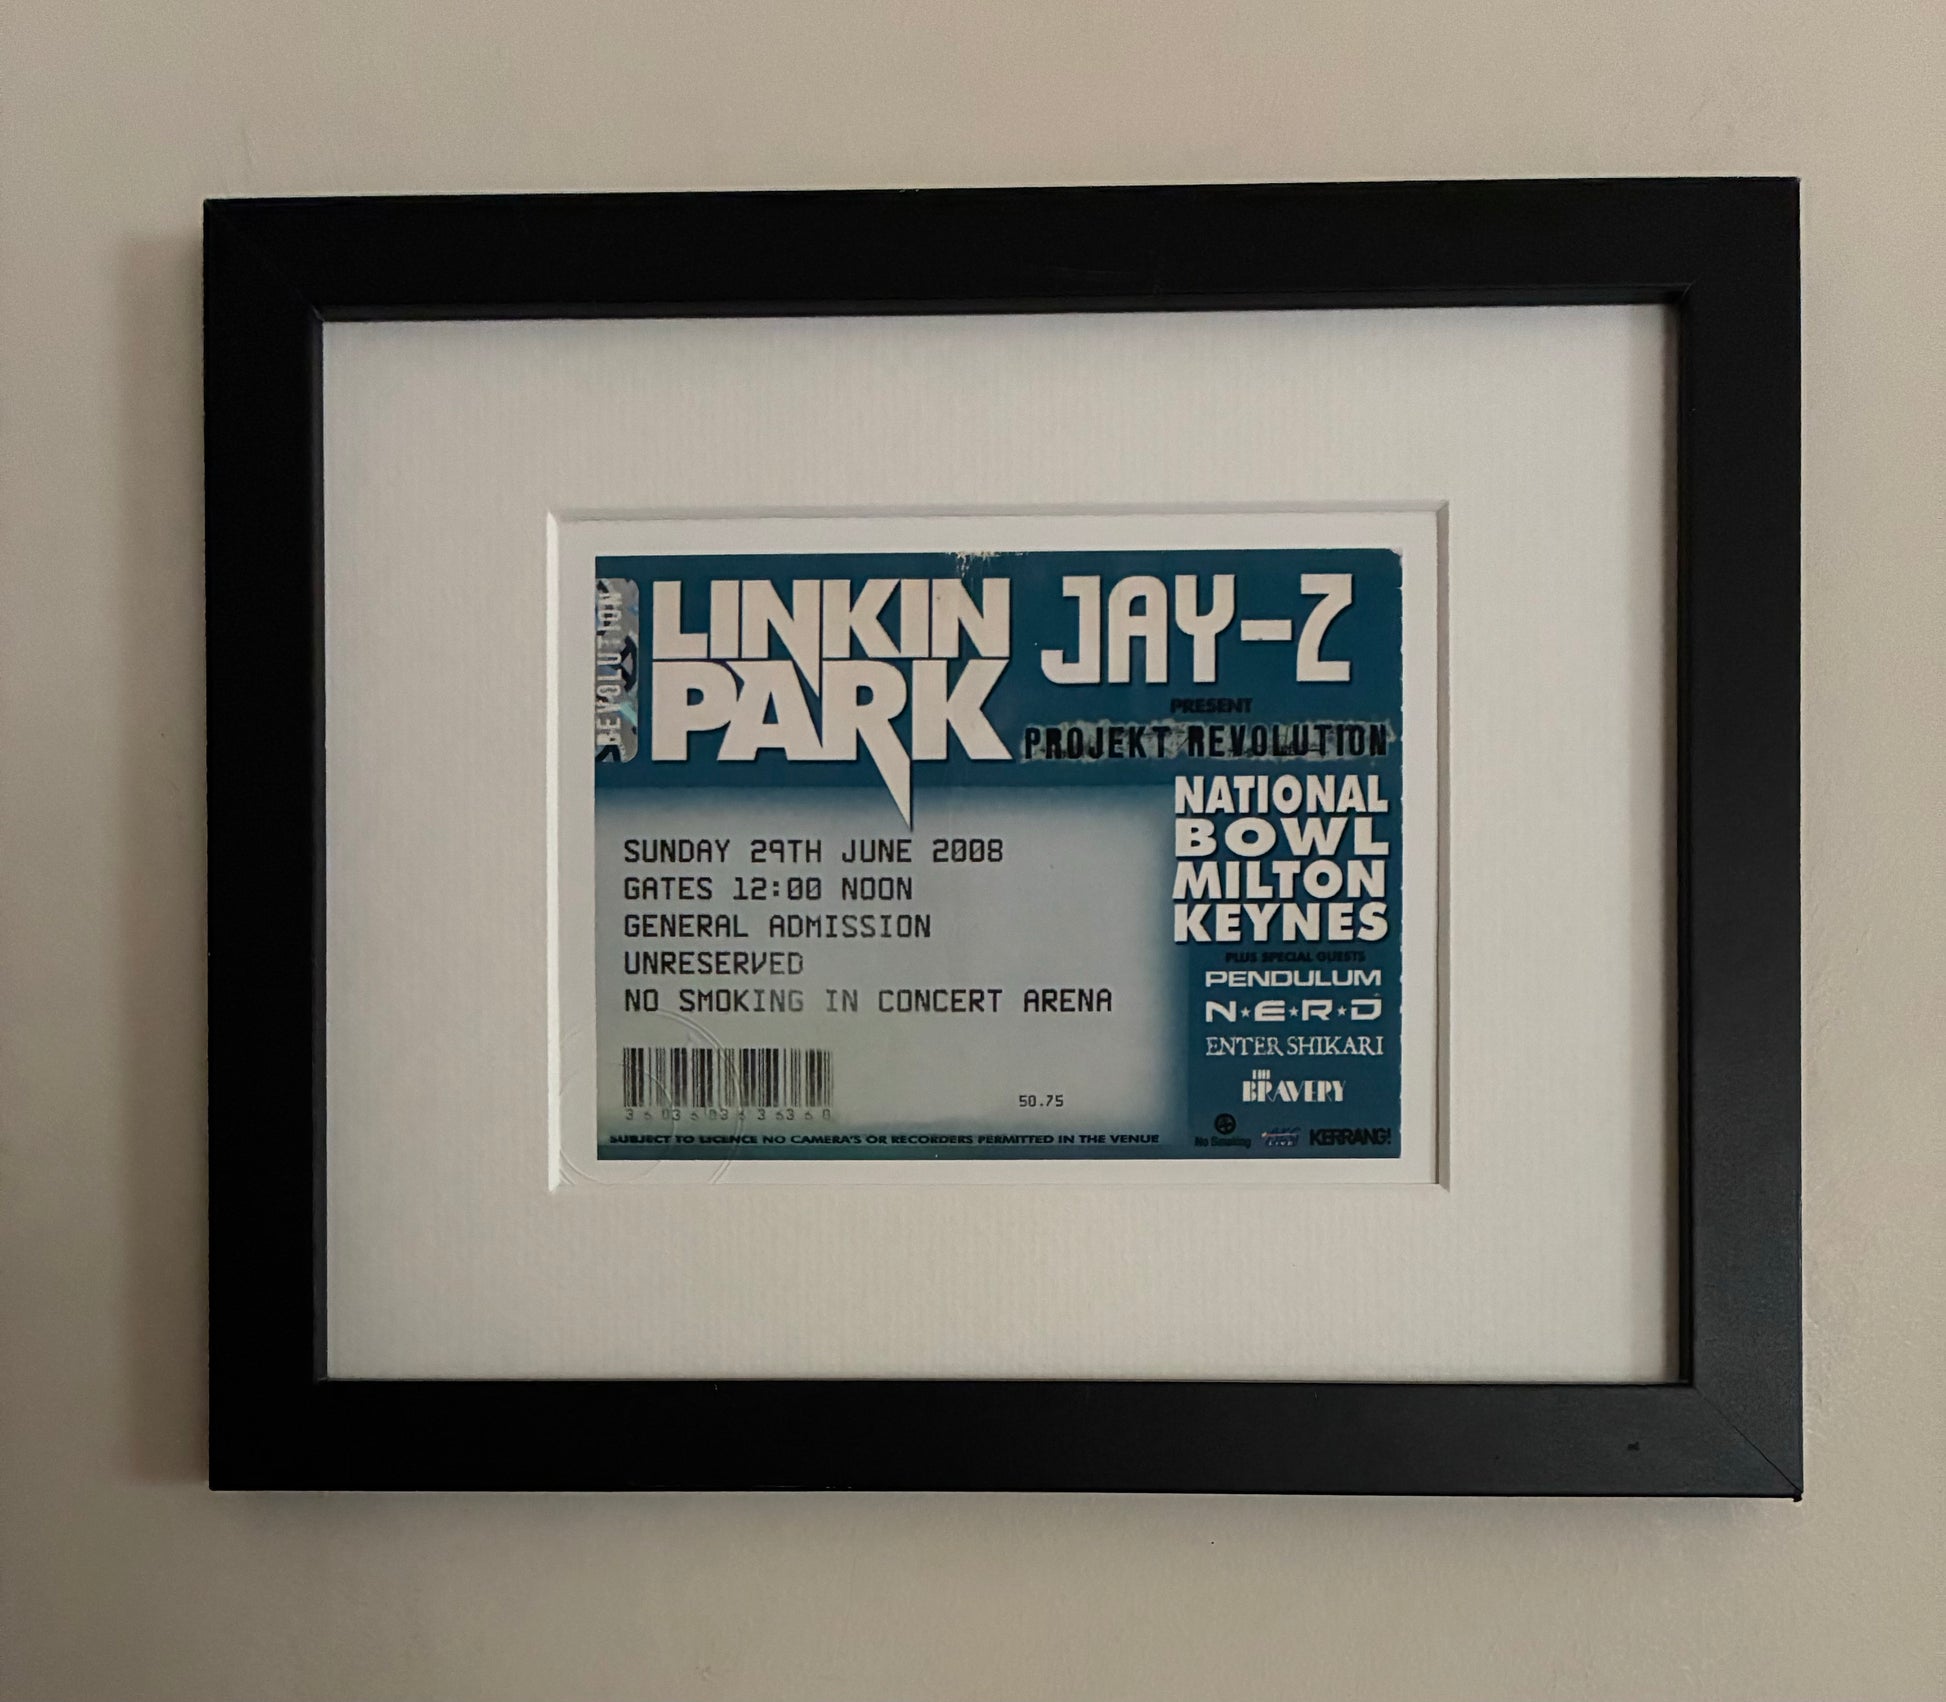 REVOLUTION
LINKIN
PARK
JAY-Z
PRESENT
PROJEKT REVOLUTION
SUNDAY 29TH JUNE 2008
GATES 12:00 NOON
GENERAL ADMISSION
UNRESERVED
NO SMOKING IN CONCERT ARENA
50.75
SUBJECT TO LICENCE NO CAMERA'S OR RECORDERS PERMITTED IN THE VENUE
NATIONAL
BOWL
MILTON
KEYNES
PLUS SPECIAL GUESTS
PENDULUM
N★E★R★D
ENTER SHIKARI
THE
BRAVERY
No Smoking
KERRANG!